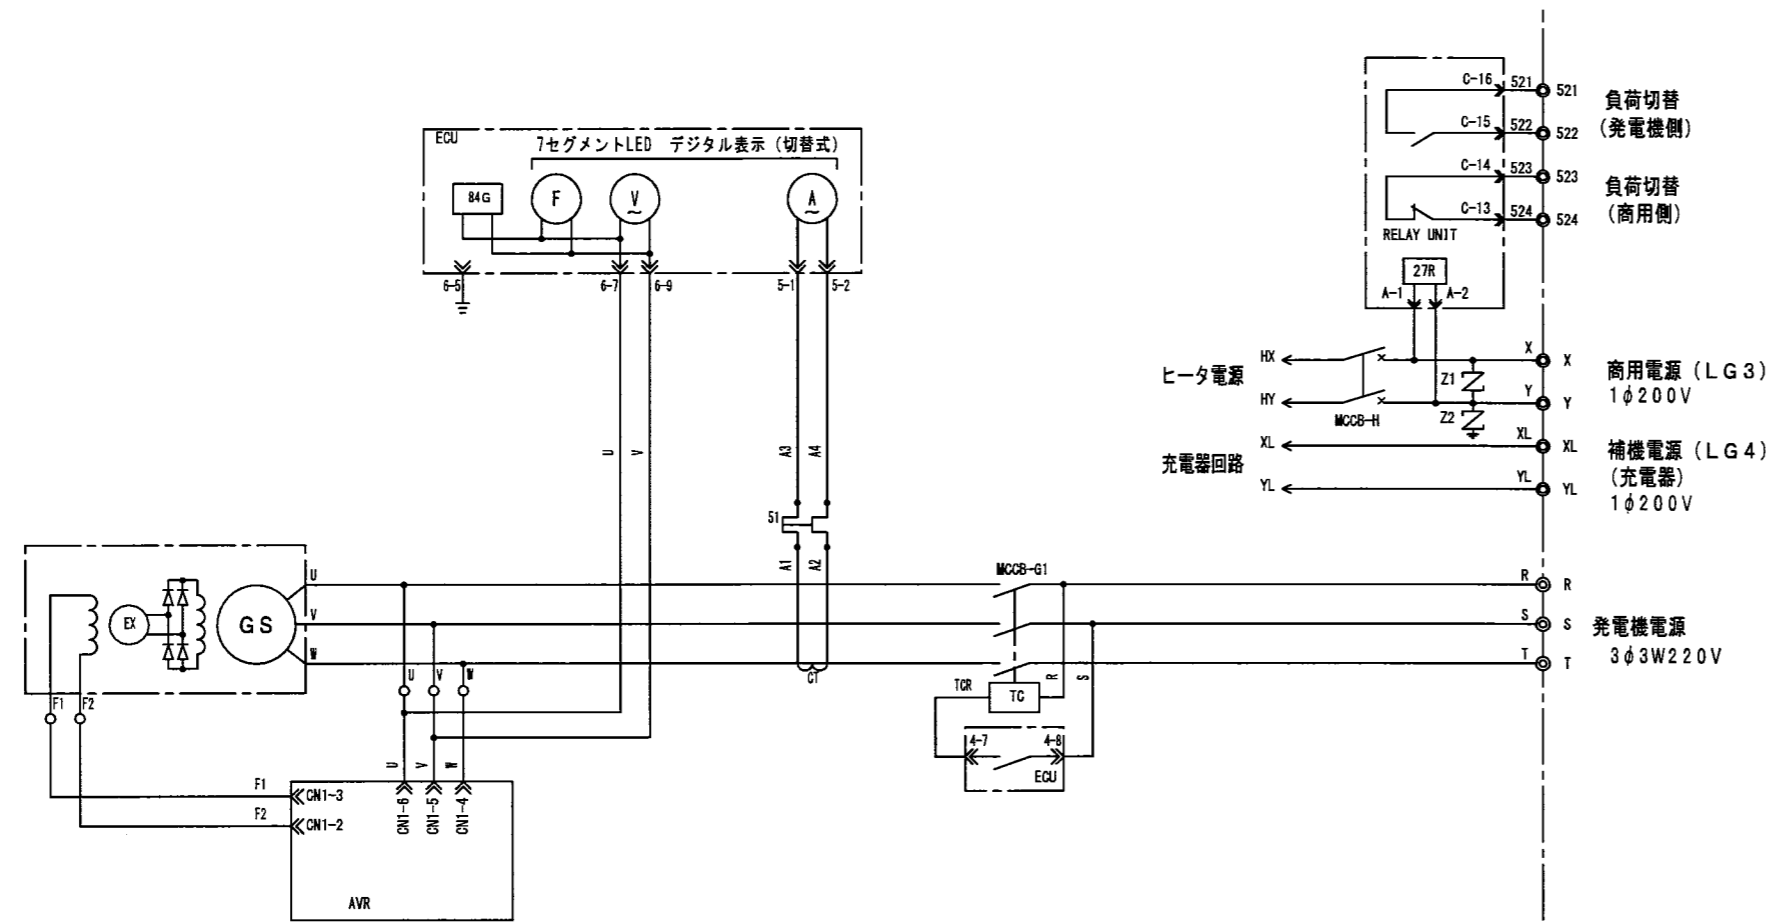 ECU
7セグメントLED デジタル表示(切替式)
84G
F
V
~
A
~
6-5
6-7
6-9
5-1
5-2
C-16
521
521
C-15
522
522
負荷切替
(発電機側)
C-14
523
523
C-13
524
524
負荷切替
(商用側)
RELAY UNIT
27R
A-1
A-2
ヒータ電源
HX
HY
MCCB-H
Z1
Z2
X
X
Y
Y
商用電源(LG3)
1φ200V
充電器回路
XL
XL
XL
YL
YL
YL
補機電源(LG4)
(充電器)
1φ200V
U
V
A3
A4
51
A1
A2
CT
EX
GS
U
V
W
F1
F2
U
V
W
U
V
W
F1
F2
CN1-3
CN1-2
CN1-6
CN1-5
CN1-4
AVR
MCCB-G1
TCR
TC
R
S
4-7
4-8
ECU
R
R
S
S
T
T
発電機電源
3φ3W220V